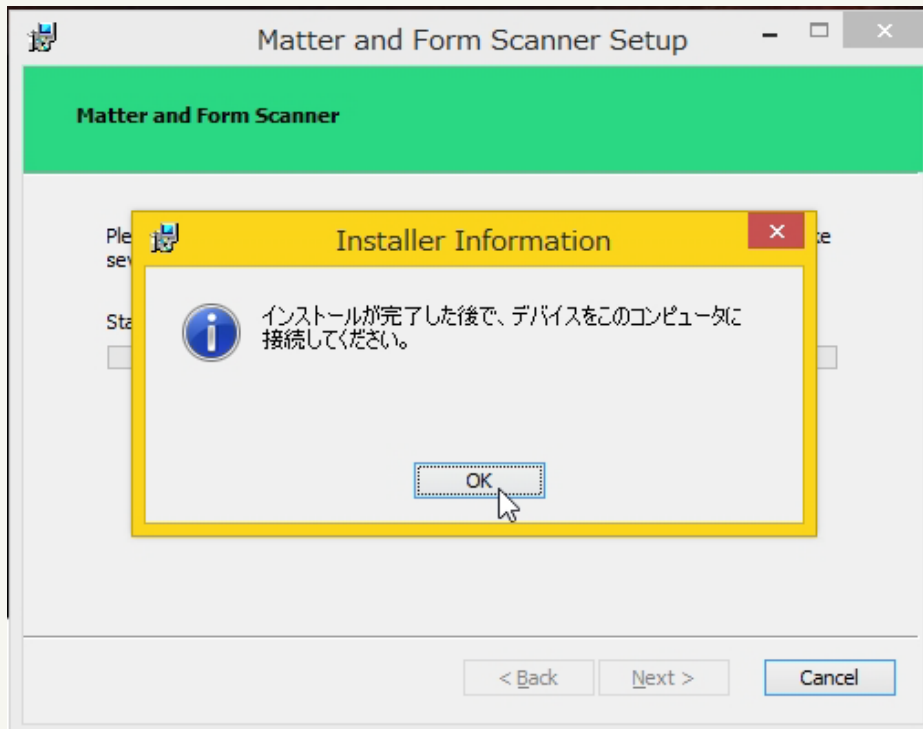 Matter and Form Scanner Setup
Matter and Form Scanner
Installer Information
インストールが完了した後で、デバイスをこのコンピュータに
接続してください。
OK
< Back
Next >
Cancel